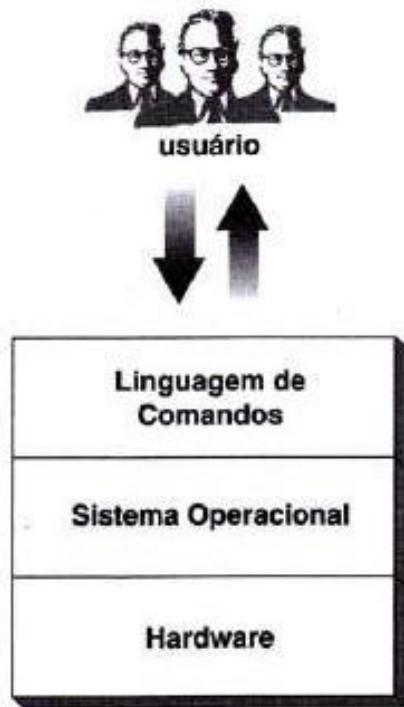 usuário
Linguagem de
Comandos
Sistema Operacional
Hardware